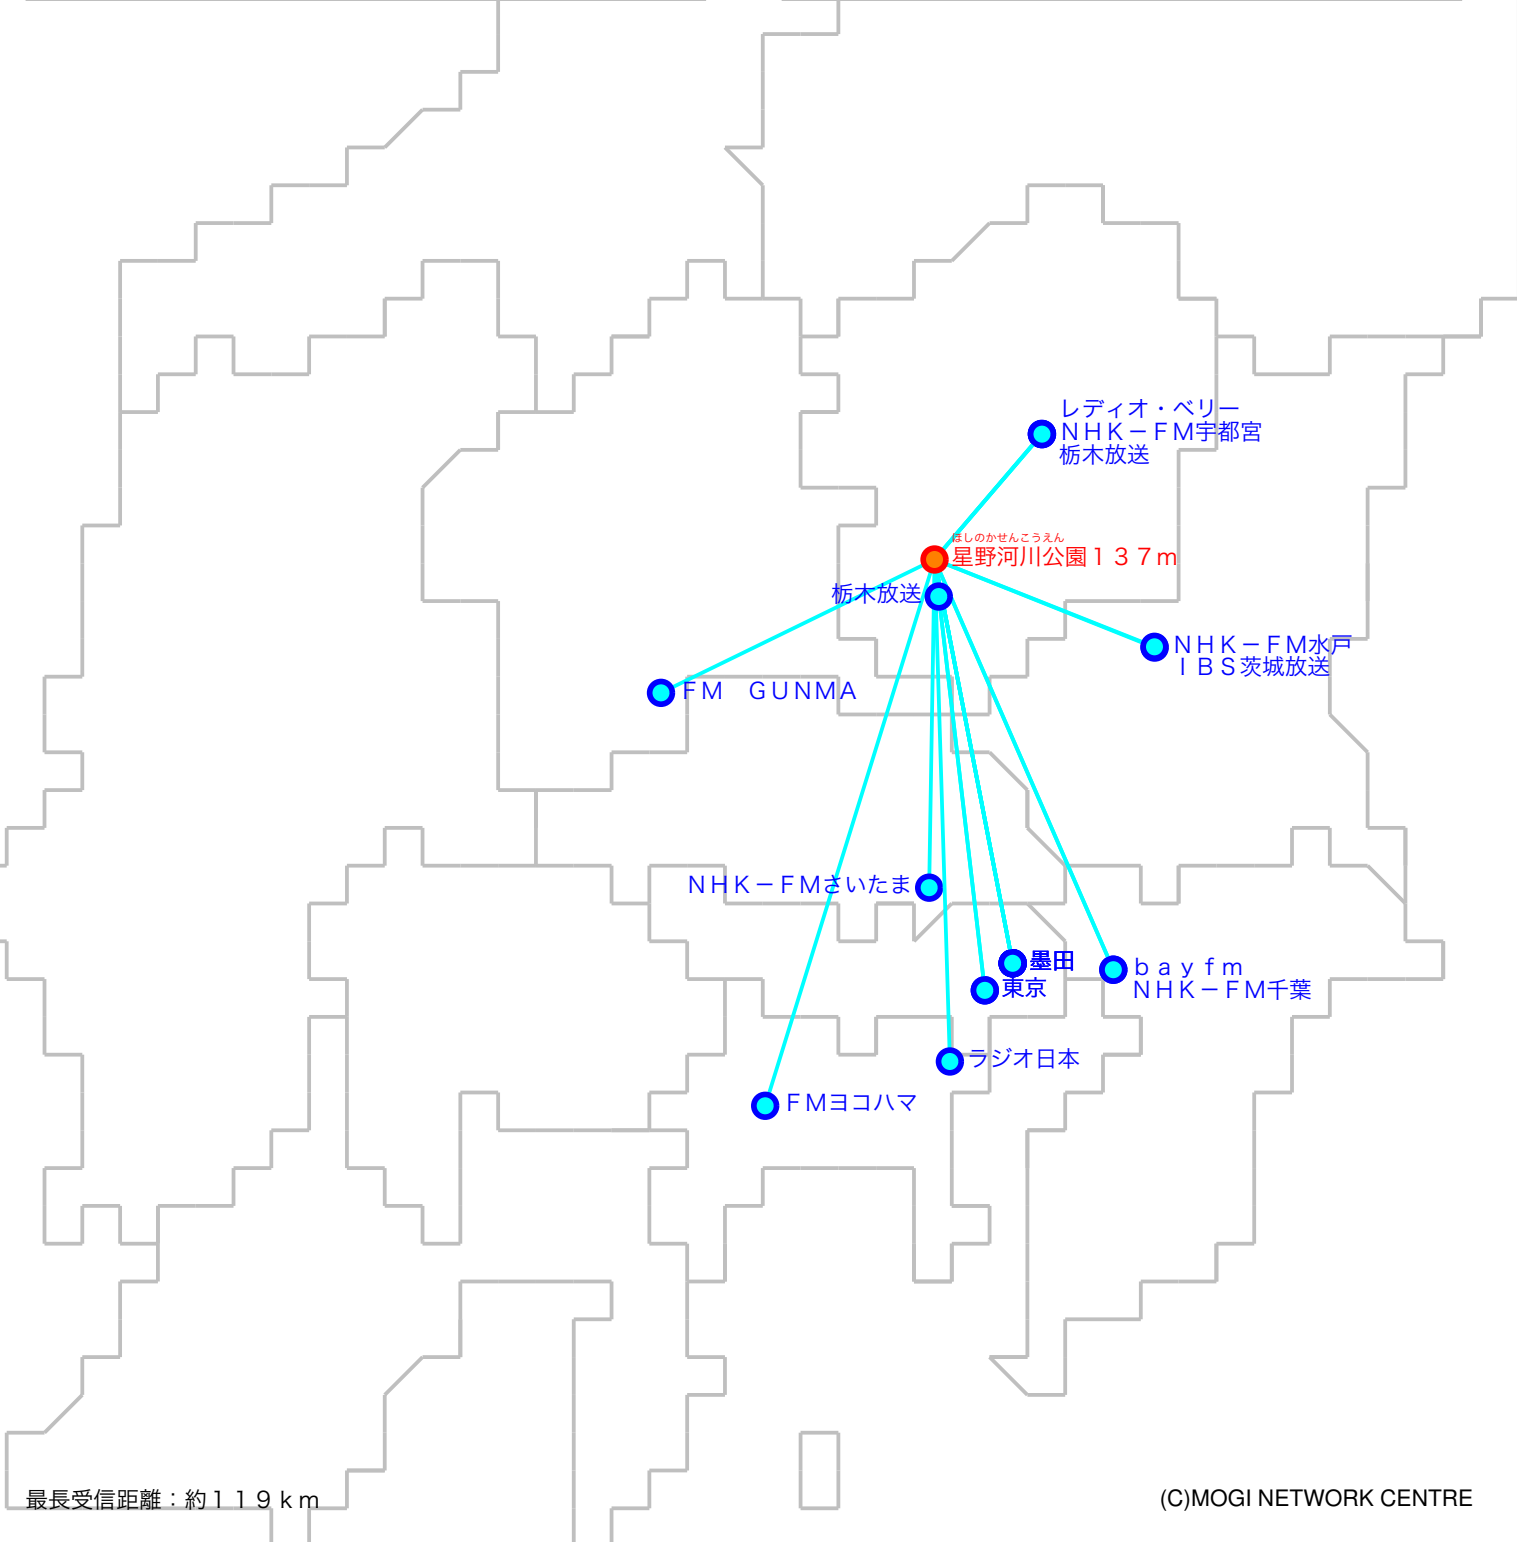 レディオ・ベリー
ＮＨＫ－ＦＭ宇都宮
栃木放送
ほしのかせんこうえん
星野河川公園１３７ｍ
栃木放送
ＮＨＫ－ＦＭ水戸
ＩＢＳ茨城放送
ＦＭ　ＧＵＮＭＡ
ＮＨＫ－ＦＭさいたま
墨田
ｂａｙｆｍ
東京
ＮＨＫ－ＦＭ千葉
ラジオ日本
ＦＭヨコハマ
最長受信距離：約１１９ｋｍ
(C)MOGI NETWORK CENTRE